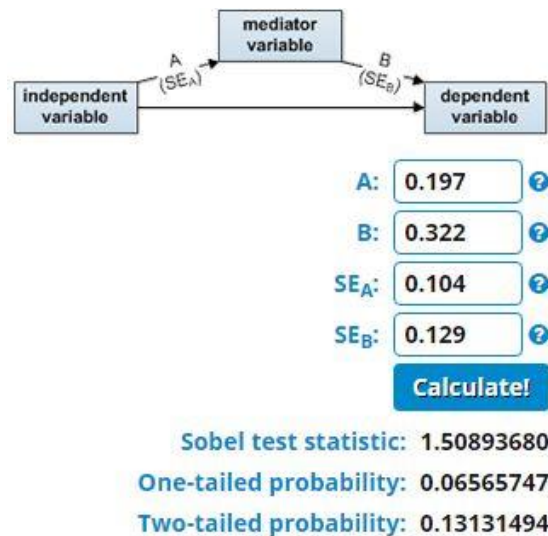 mediator
variable
A
(SEA)
B
(SEB)
independent
variable
dependent
variable
A: 0.197 ?
B: 0.322 ?
SEA: 0.104 ?
SEB: 0.129 ?
Calculate!
Sobel test statistic: 1.50893680
One-tailed probability: 0.06565747
Two-tailed probability: 0.13131494